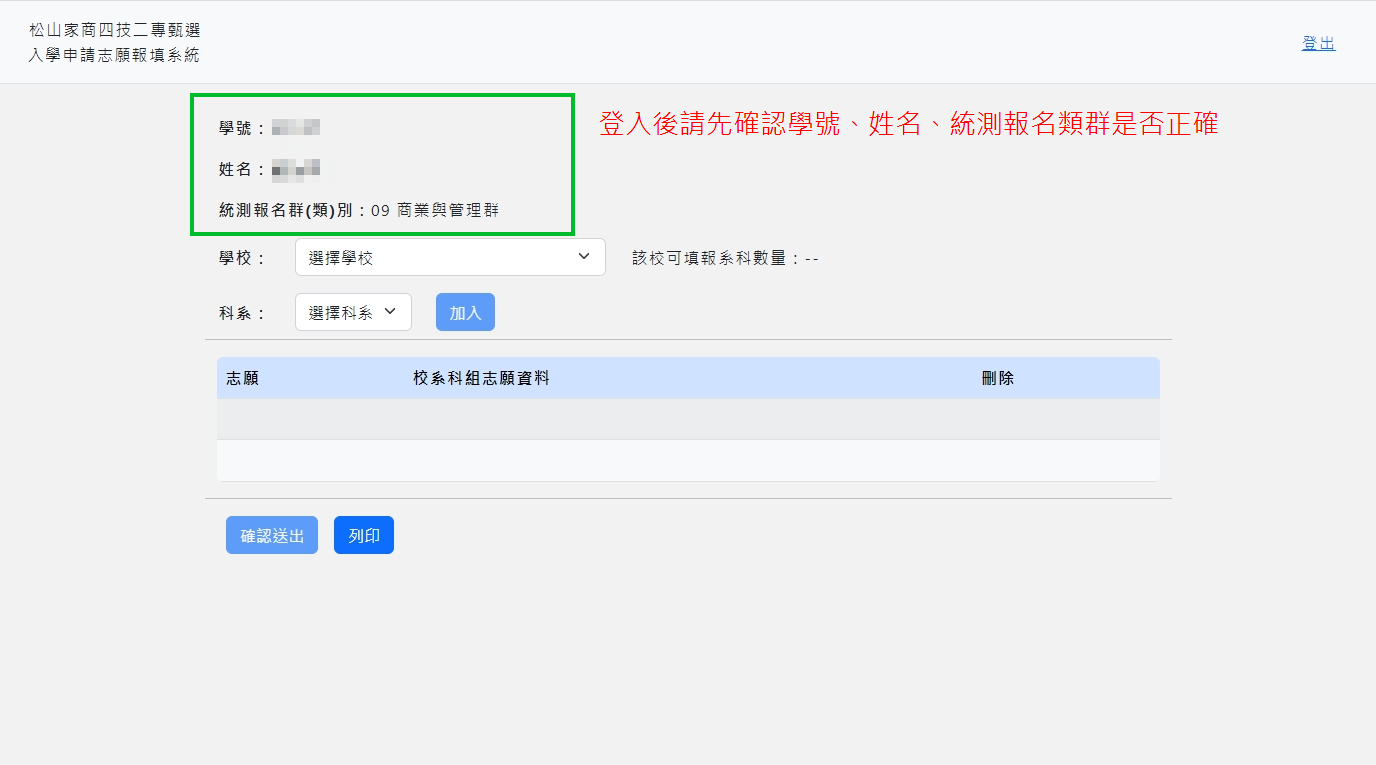 松山家商四技二專甄選
入學申請志願報填系統
登出
學號：
登入後請先確認學號、姓名、統測報名類群是否正確
姓名：
統測報名群(類)別：09 商業與管理群
學校： 選擇學校 該校可填報系科數量：--
科系： 選擇科系 加入
志願 校系科組志願資料 刪除
確認送出 列印